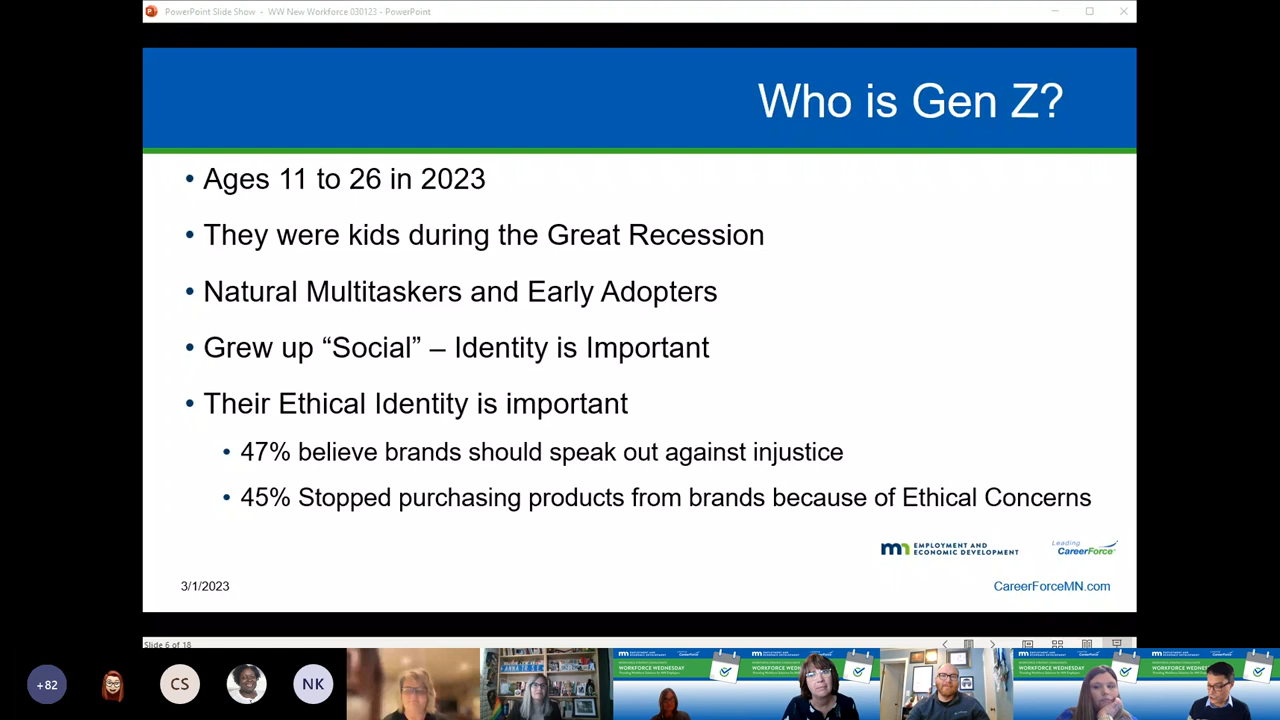 PowerPoint Slide Show - WW New Workforce 030123 - PowerPoint
Who is Gen Z?
• Ages 11 to 26 in 2023
• They were kids during the Great Recession
• Natural Multitaskers and Early Adopters
• Grew up “Social” – Identity is Important
• Their Ethical Identity is important
• 47% believe brands should speak out against injustice
• 45% Stopped purchasing products from brands because of Ethical Concerns
mn EMPLOYMENT AND
ECONOMIC DEVELOPMENT
Leading
CareerForce
3/1/2023
CareerForceMN.com
Slide 6 of 18
+82
CS
NK
WORKFORCE WEDNESDAY
WORKFORCE WEDNESDAY
WORKFORCE WEDNESDAY
WORKFORCE WEDNESDAY